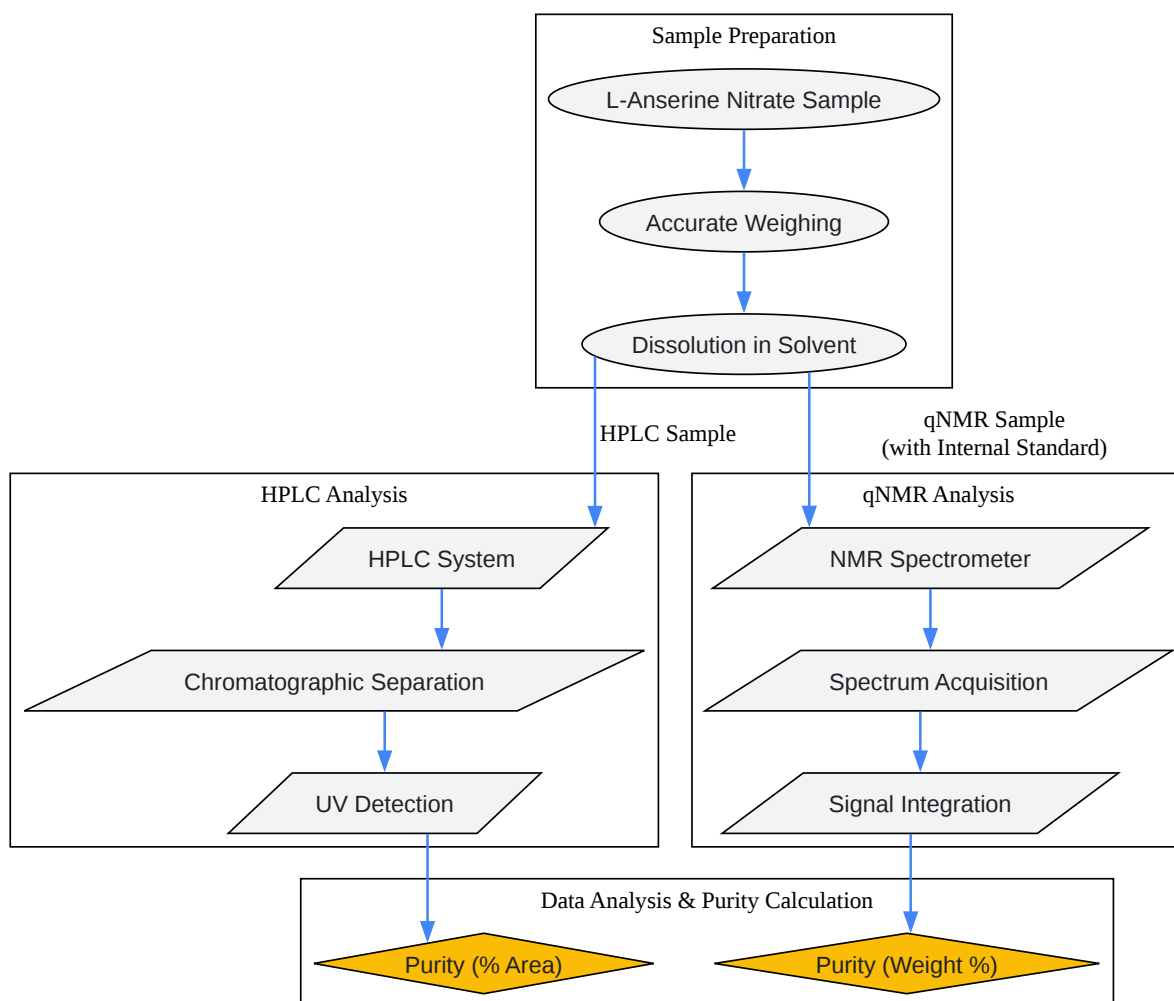 Sample Preparation
L-Anserine Nitrate Sample
Accurate Weighing
Dissolution in Solvent
HPLC Sample
qNMR Sample
(with Internal Standard)
HPLC Analysis
HPLC System
Chromatographic Separation
UV Detection
qNMR Analysis
NMR Spectrometer
Spectrum Acquisition
Signal Integration
Data Analysis & Purity Calculation
Purity (% Area)
Purity (Weight %)